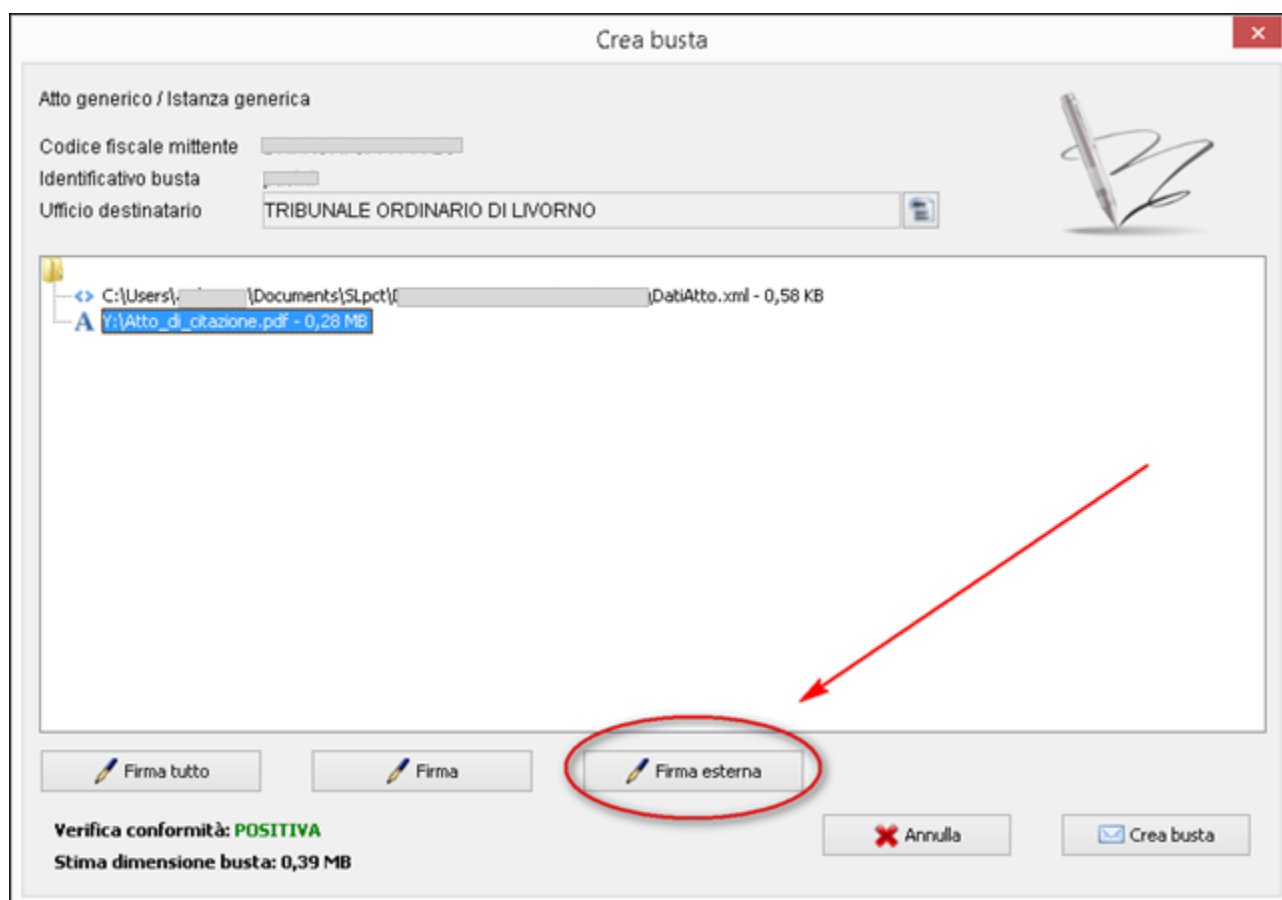 Crea busta
Atto generico / Istanza generica
Codice fiscale mittente
Identificativo busta
Ufficio destinatario TRIBUNALE ORDINARIO DI LIVORNO
C:\Users\ \Documents\SLpct\ \DatiAtto.xml - 0,58 KB
A Y:\Atto_di_citazione.pdf - 0,28 MB
Firma tutto Firma Firma esterna
Verifica conformità: POSITIVA
Annulla Crea busta
Stima dimensione busta: 0,39 MB